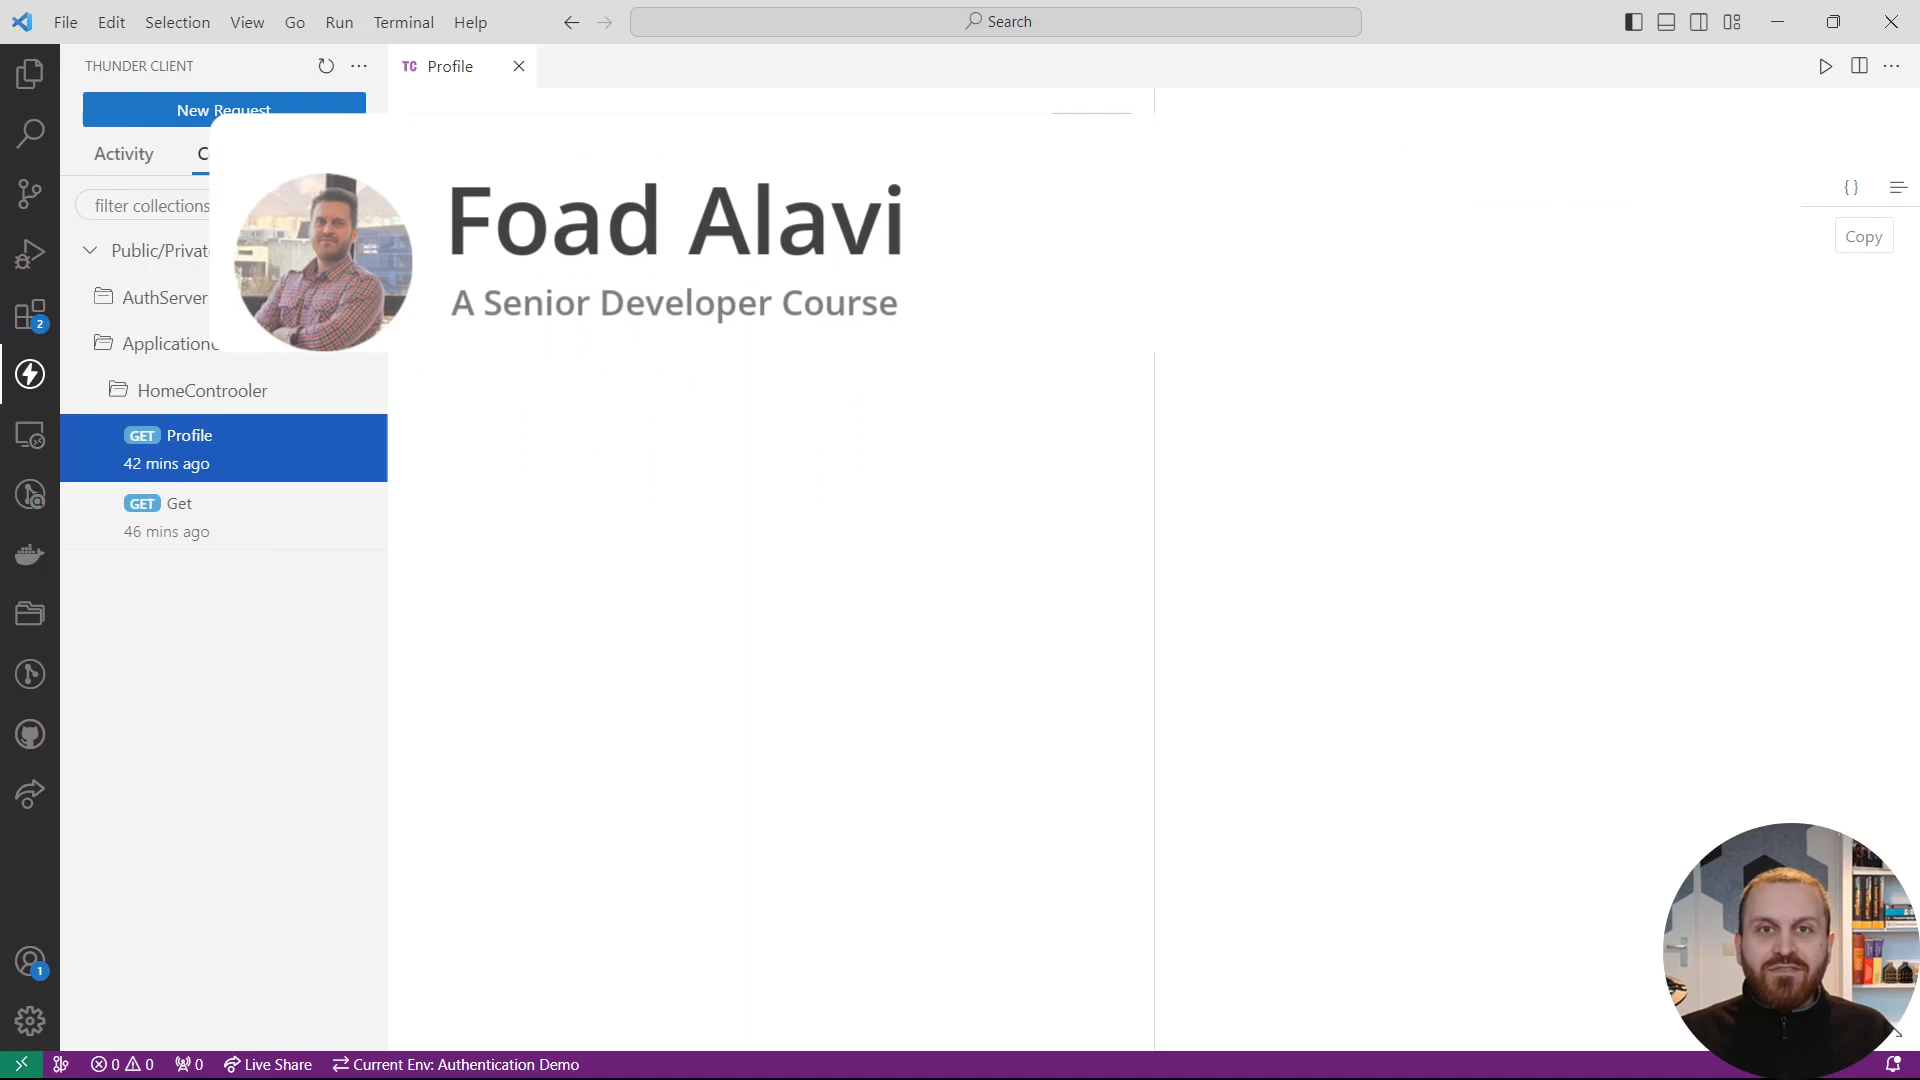 File Edit Selection View Go Run Terminal Help
Search
THUNDER CLIENT
TC Profile
New Request
{ }
Activity
C
Foad Alavi
filter collections
Copy
Public/Privat
A Senior Developer Course
AuthServer
Application
HomeControoler
GET Profile
42 mins ago
GET Get
46 mins ago
2
1
0 0 0 Live Share Current Env: Authentication Demo